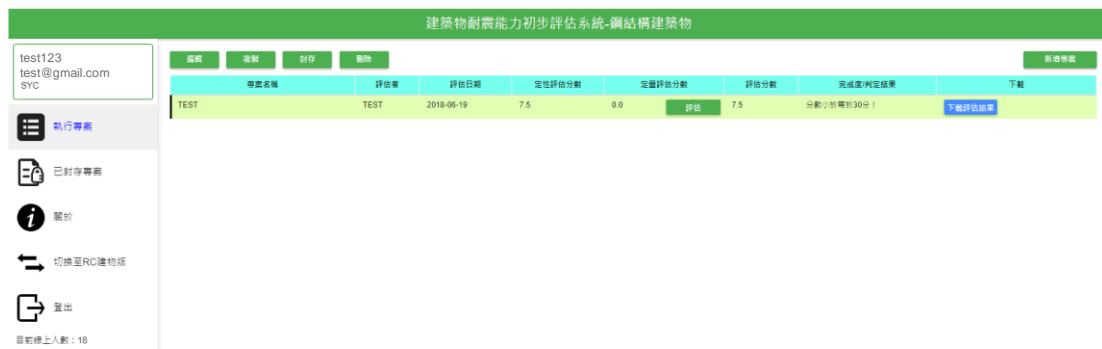 建築物耐震能力初步評估系統-鋼結構建築物
test123
test@gmail.com
SYC
編輯 複製 封存 刪除 新增專案
專案名稱 評估者 評估日期 定性評估分數 定量評估分數 評估分數 完成度/判定結果 下載
TEST TEST 2018-06-19 7.5 0.0 評估 7.5 分數小於等於30分！ 下載評估結果
執行專案
已封存專案
關於
切換至RC建物版
登出
目前線上人數：18